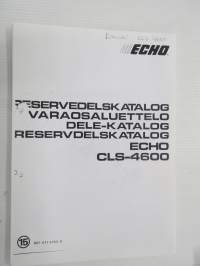 ECHO
RESERVEDELSKATALOG
VARAOSALUETTELO
DELE-KATALOG
RESERVDELSKATALOG
ECHO
CLS-4600
15